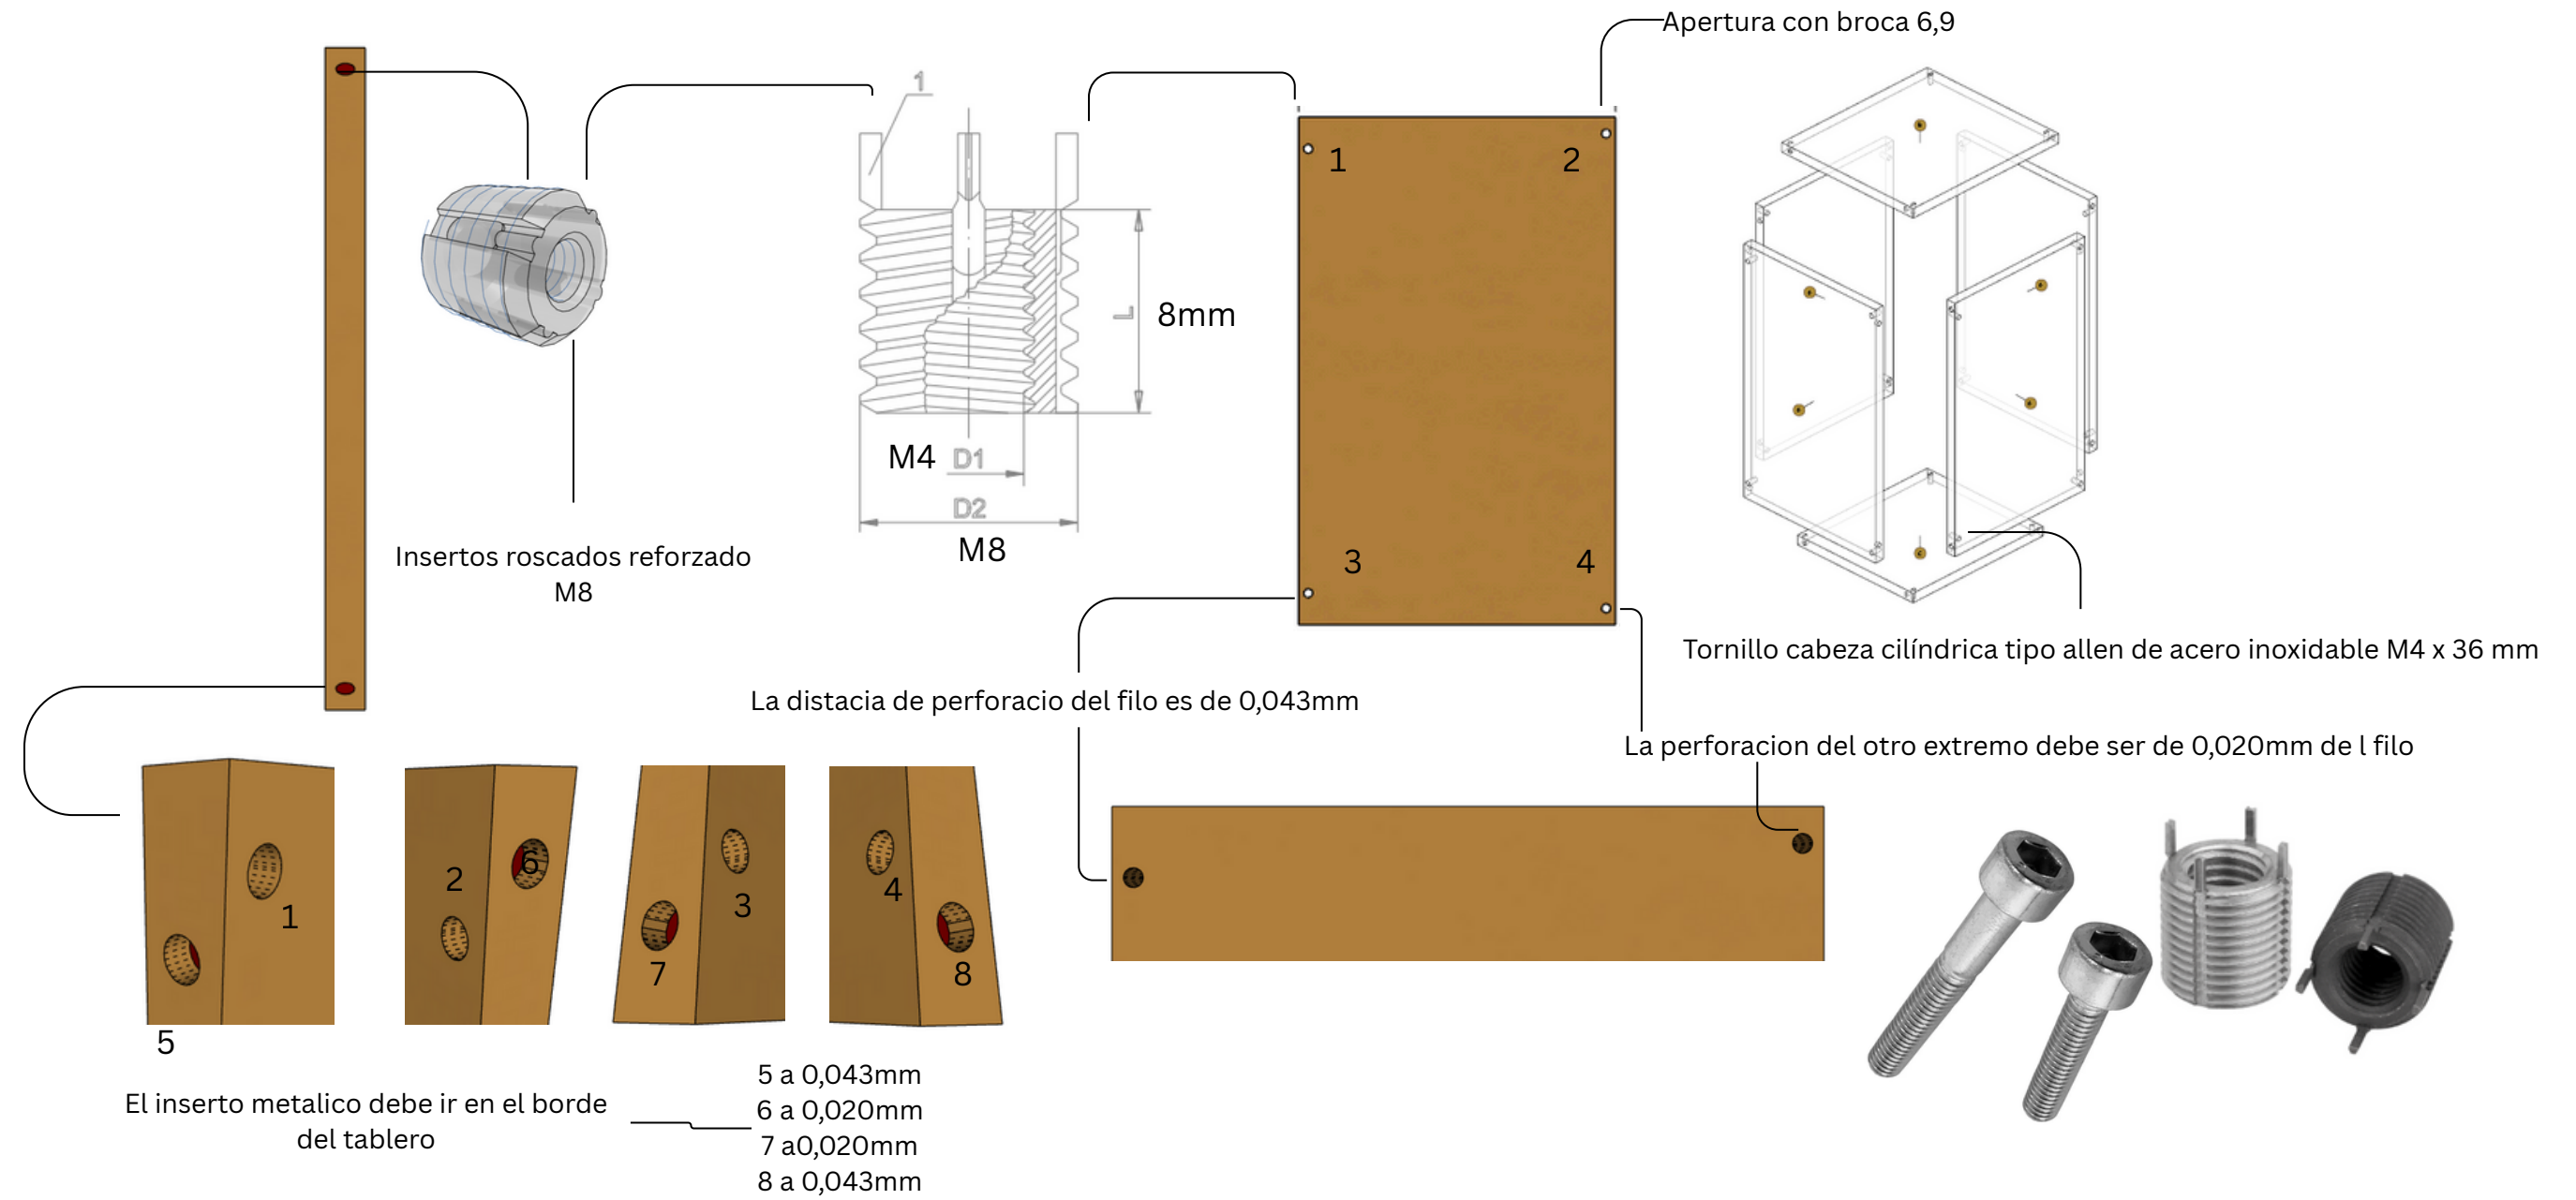 Apertura con broca 6,9
1
1
2
3
4
8mm
L
M4
D1
D2
M8
Insertos roscados reforzado
M8
Tornillo cabeza cilíndrica tipo allen de acero inoxidable M4 x 36 mm
La distacia de perforacio del filo es de 0,043mm
La perforacion del otro extremo debe ser de 0,020mm de l filo
1
5
2
6
3
7
4
8
El inserto metalico debe ir en el borde
del tablero
5 a 0,043mm
6 a 0,020mm
7 a0,020mm
8 a 0,043mm